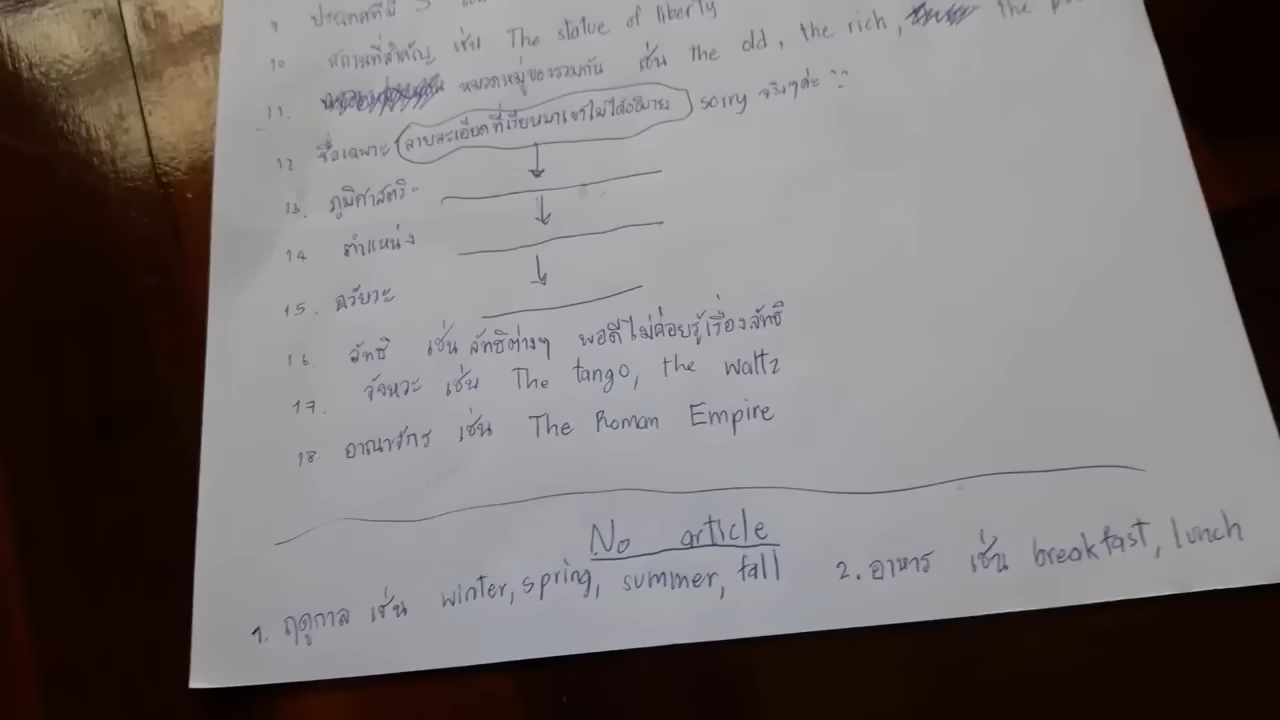 9 ประเทศที่มี S
10 สถานที่สำคัญ เช่น The statue of liberty
11. หมวดหมู่ของรวมกัน เช่น the old, the rich, the
12 ชื่อเฉพาะ (รายละเอียดที่เรียนมาเขาไม่ได้อธิบาย) sorry จริงๆค่ะ
13. ภูมิศาสตร์
14 ตำแหน่ง
15. อวัยวะ
16. ลัทธิ เช่น ลัทธิต่างๆ พอดีไม่ค่อยรู้เรื่องลัทธิ
17. จังหวะ เช่น The tango, the waltz
18. อาณาจักร เช่น The Roman Empire
No article
1. ฤดูกาล เช่น winter, spring, summer, fall 2. อาหาร เช่น breakfast, lunch